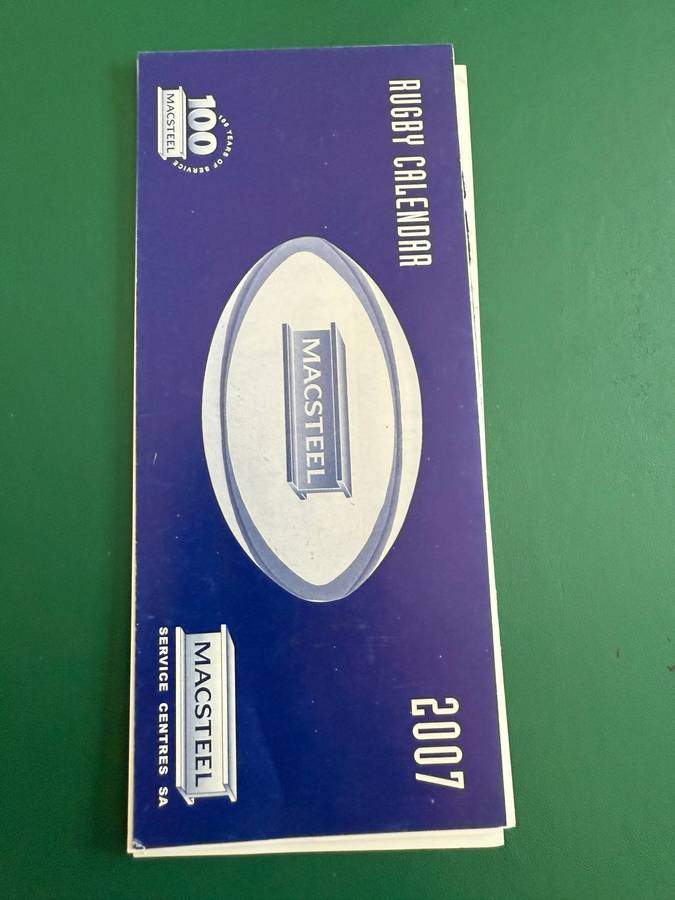 RUGBY CALENDAR
2007
MACSTEEL
100
100 YEARS OF SERVICE
MACSTEEL
MACSTEEL
SERVICE CENTRES SA